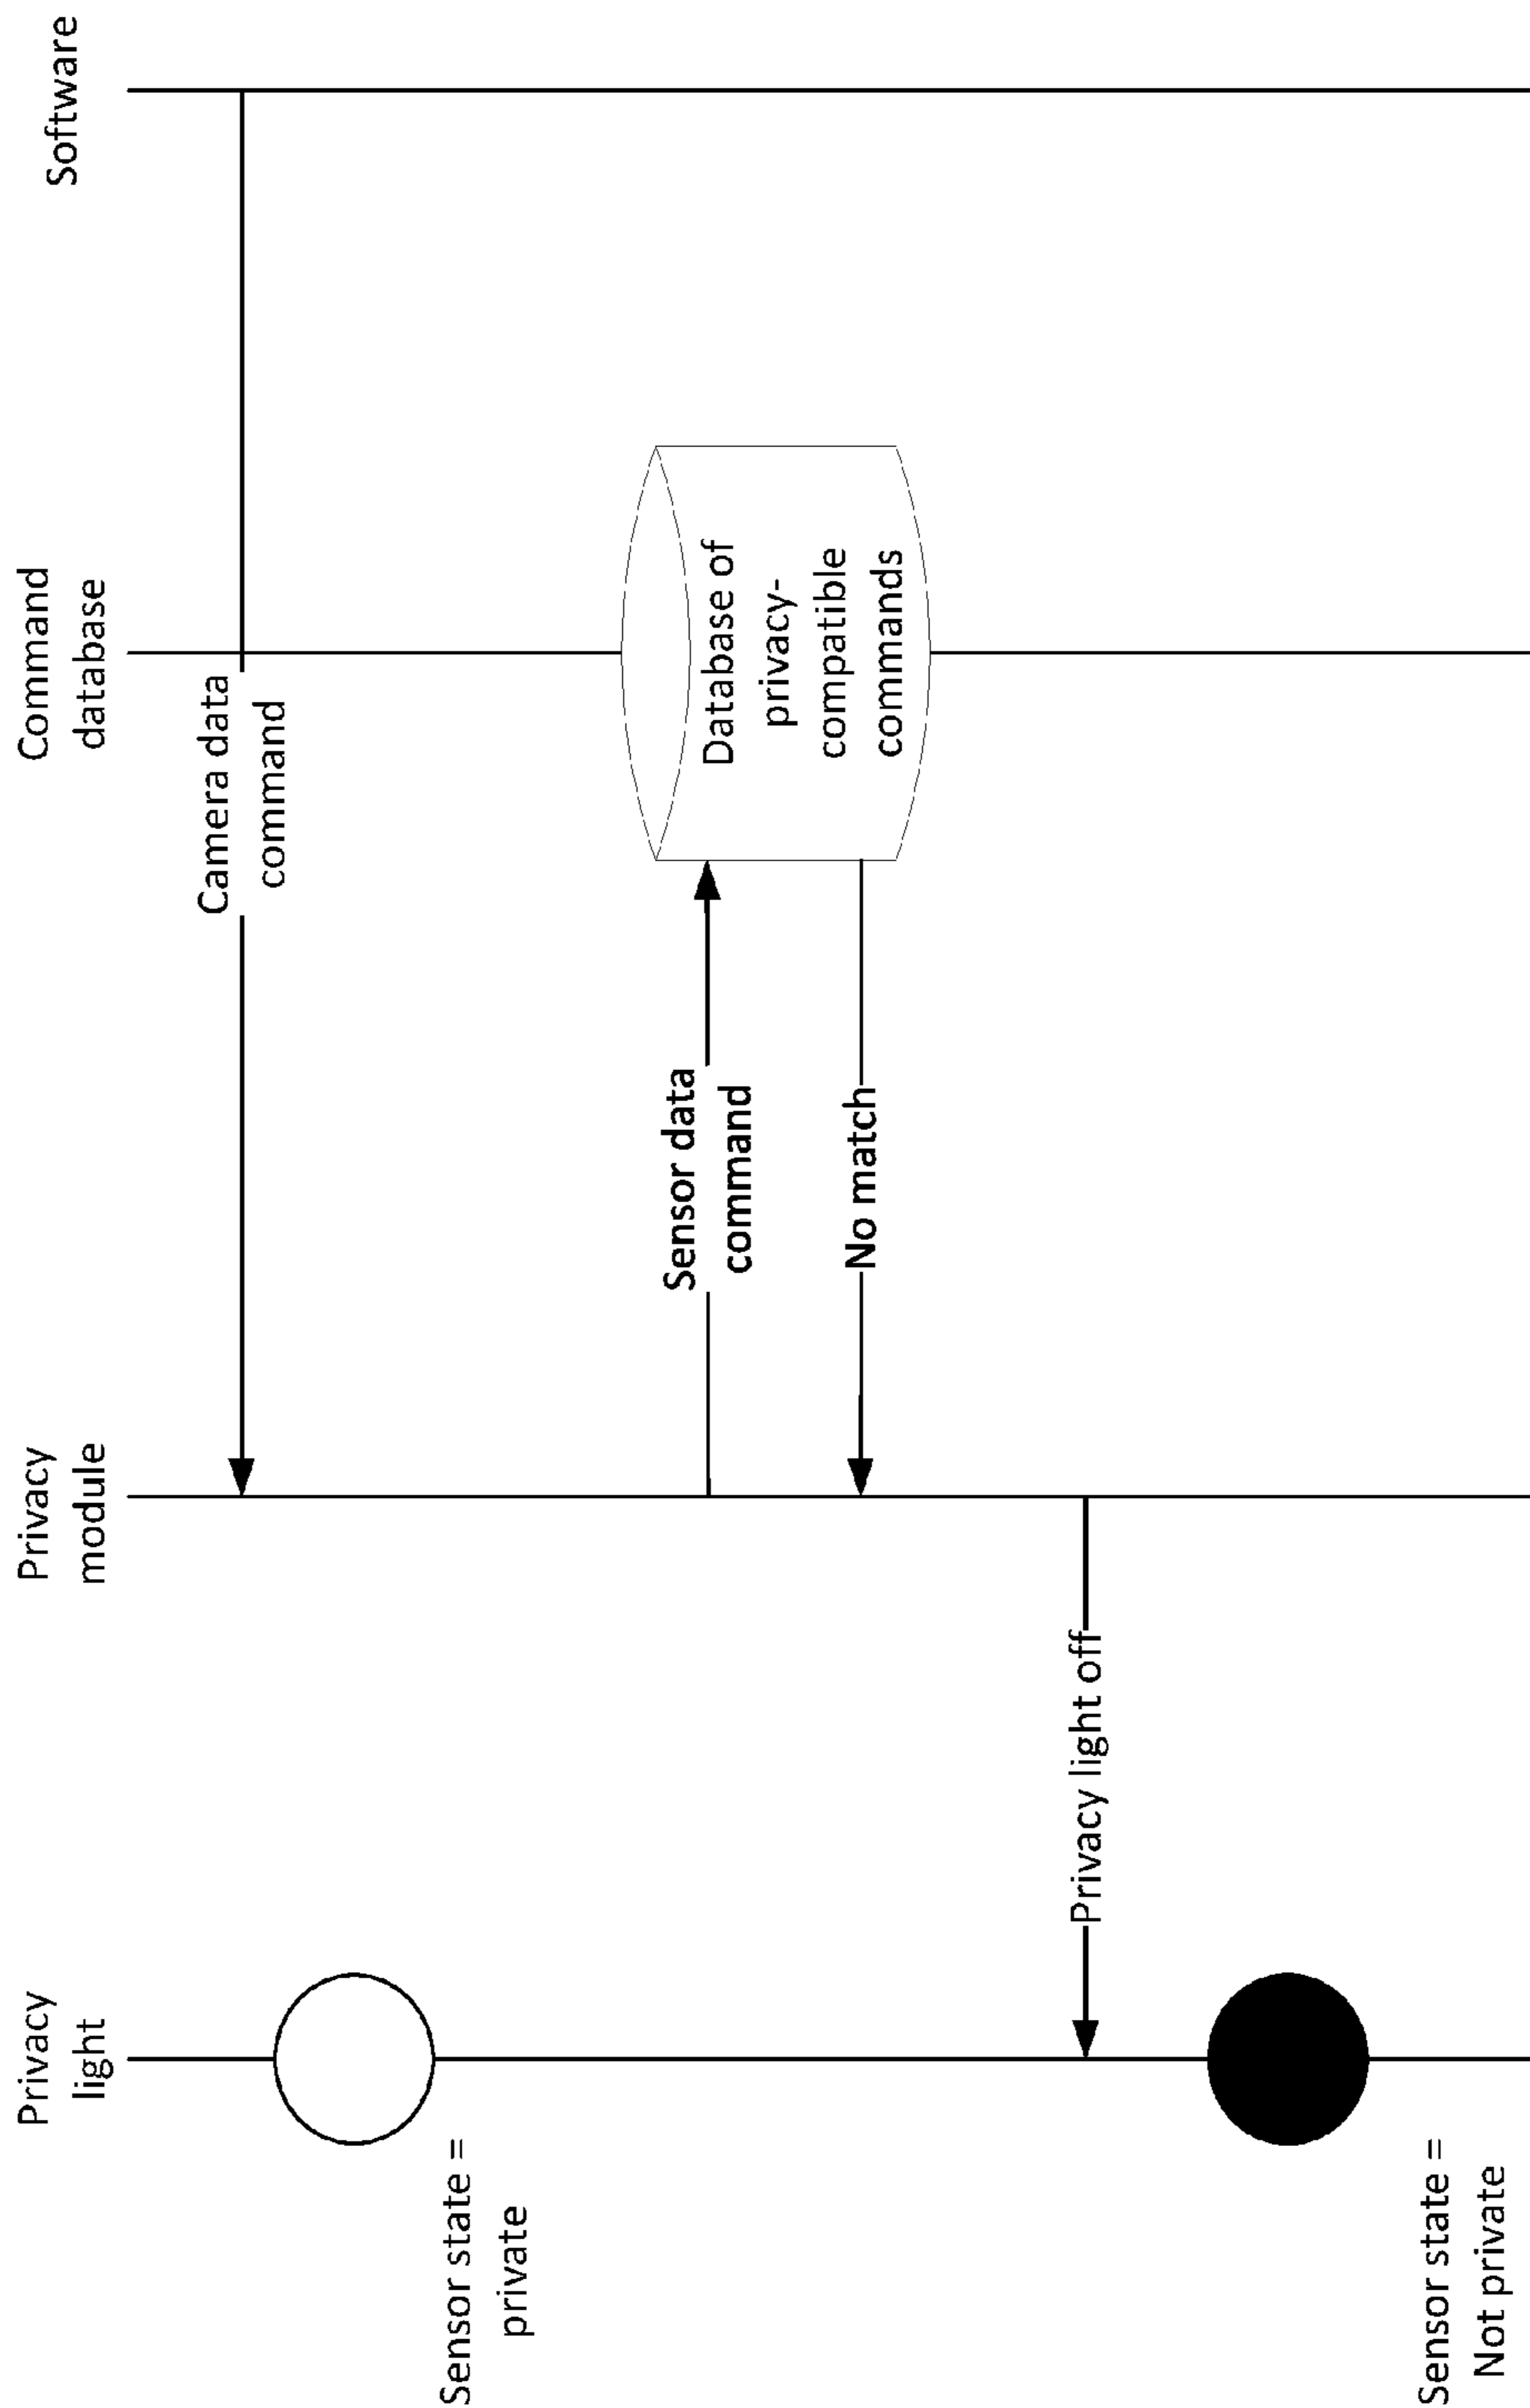 Privacy
light
Privacy
module
Command
database
Software
Camera data
command
Sensor state =
private
Sensor data
command
Database of
privacy-
compatible
commands
No match
Privacy light off
Sensor state =
Not private